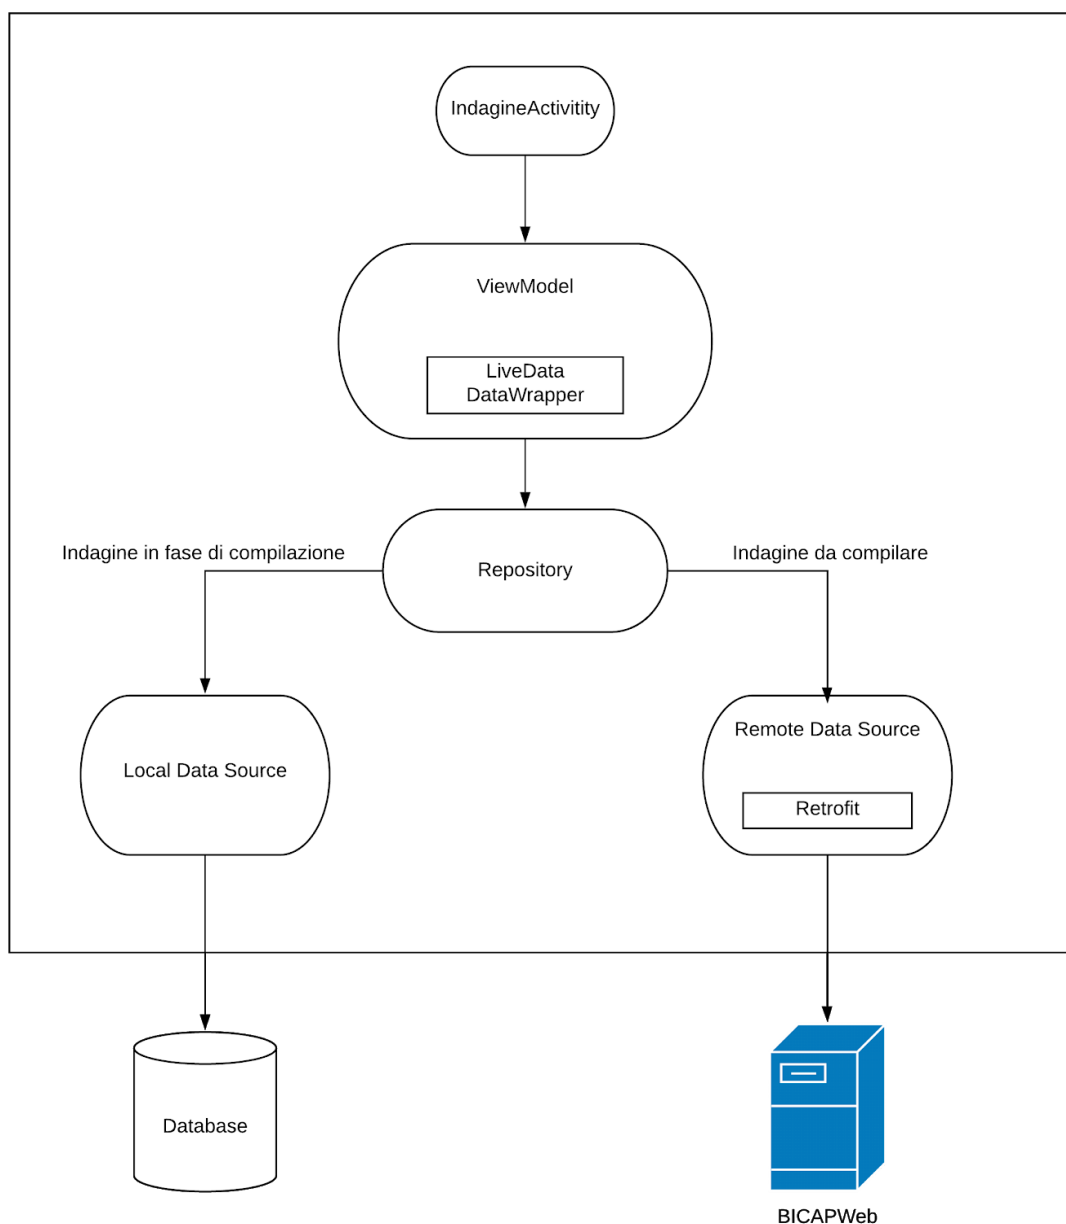 IndagineActivitity
ViewModel
LiveData
DataWrapper
Indagine in fase di compilazione
Repository
Indagine da compilare
Local Data Source
Remote Data Source
Retrofit
Database
BICAPWeb